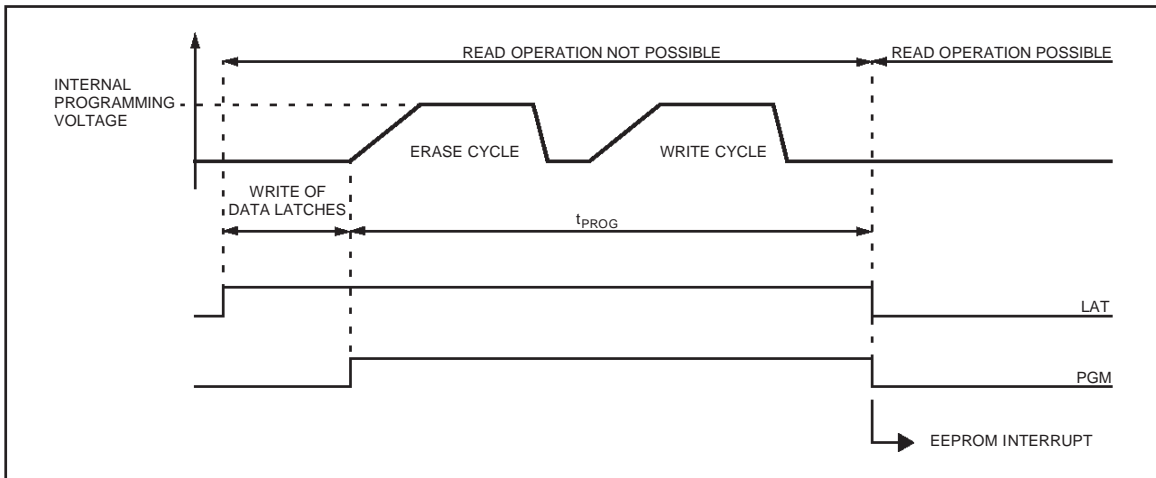 READ OPERATION NOT POSSIBLE
READ OPERATION POSSIBLE
INTERNAL
PROGRAMMING
VOLTAGE
ERASE CYCLE
WRITE CYCLE
WRITE OF
DATA LATCHES
tPROG
LAT
PGM
EEPROM INTERRUPT